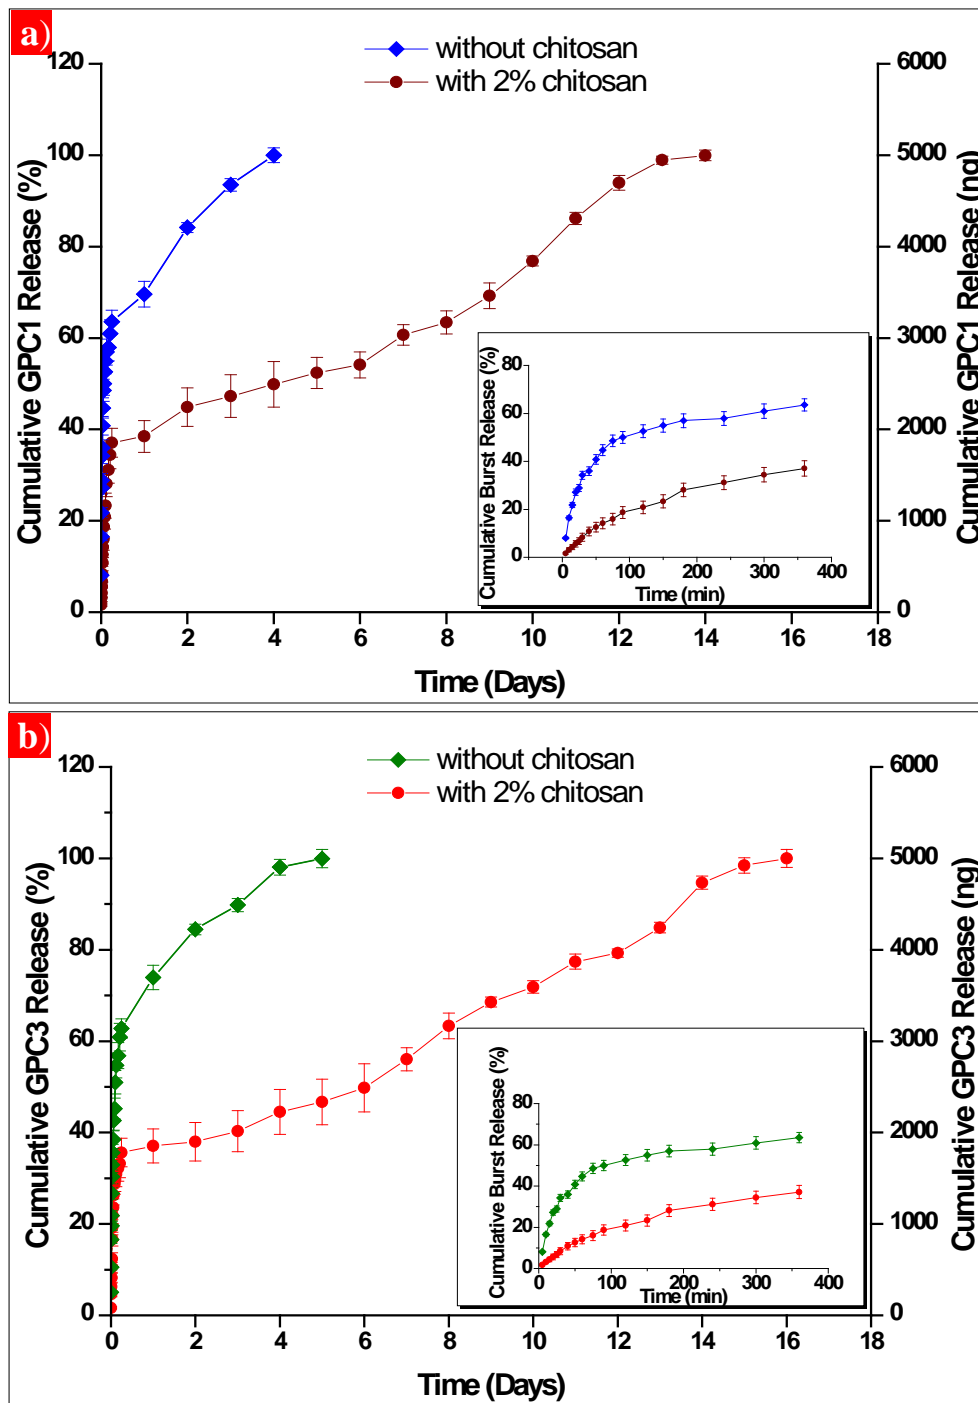 a)
without chitosan
with 2% chitosan
120
100
80
60
40
20
0
Cumulative GPC1 Release (%)
6000
5000
4000
3000
2000
1000
0
Cumulative GPC1 Release (ng)
0 2 4 6 8 10 12 14 16 18
Time (Days)
80
60
40
20
0
Cumulative Burst Release (%)
0 100 200 300 400
Time (min)
b)
without chitosan
with 2% chitosan
120
100
80
60
40
20
0
Cumulative GPC3 Release (%)
6000
5000
4000
3000
2000
1000
0
Cumulative GPC3 Release (ng)
0 2 4 6 8 10 12 14 16 18
Time (Days)
80
60
40
20
0
Cumulative Burst Release (%)
0 100 200 300 400
Time (min)